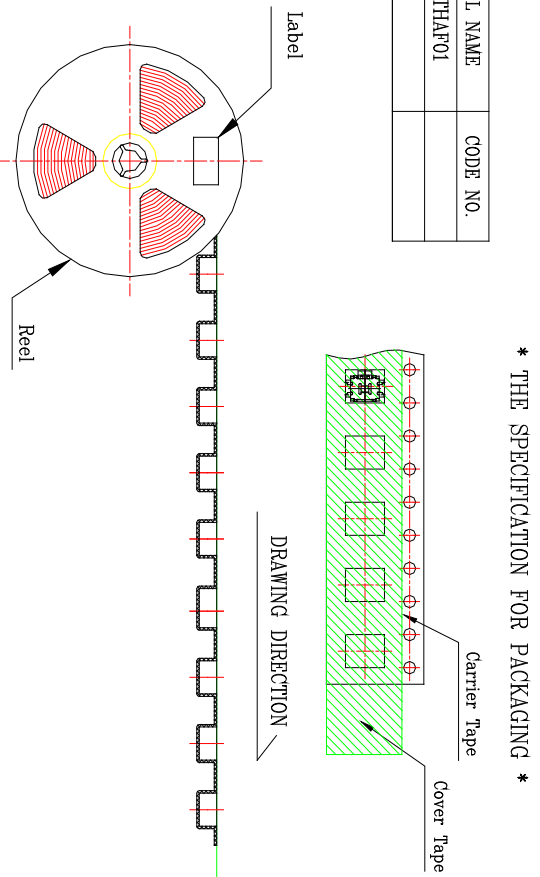 * THE SPECIFICATION FOR PACKAGING *
L NAME
CODE NO.
THAF01
Label
Reel
Carrier Tape
Cover Tape
DRAWING DIRECTION